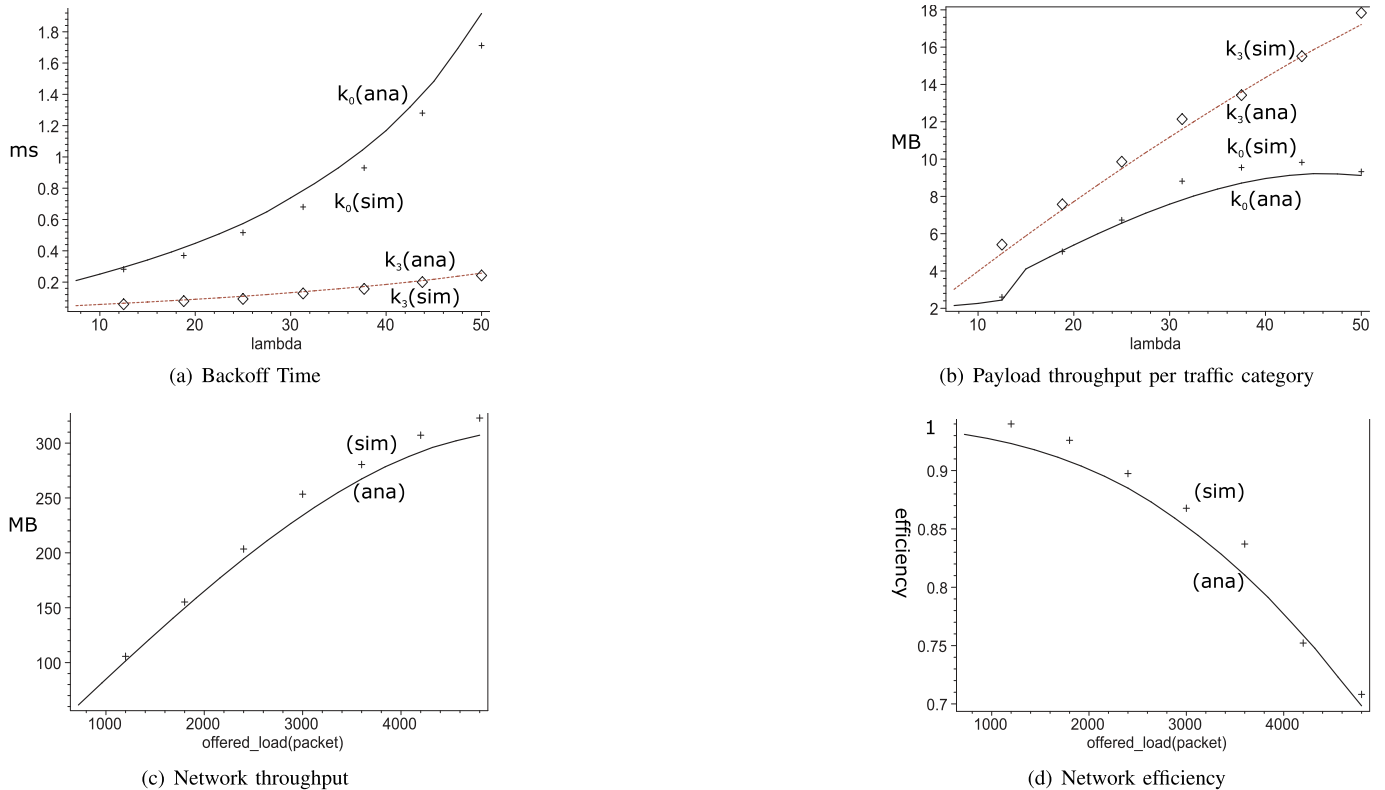 1.8
1.6
1.4
1.2
1
0.8
0.6
0.4
0.2
ms
k₀(ana)
k₀(sim)
k₃(ana)
k₃(sim)
10 20 30 40 50
lambda
(a) Backoff Time
18
16
14
12
10
8
6
4
2
MB
k₃(sim)
k₃(ana)
k₀(sim)
k₀(ana)
10 20 30 40 50
lambda
(b) Payload throughput per traffic category
300
250
200
150
100
MB
(sim)
(ana)
1000 2000 3000 4000
offered_load(packet)
(c) Network throughput
1
0.9
0.85
0.8
0.75
0.7
efficiency
(sim)
(ana)
1000 2000 3000 4000
offered_load(packet)
(d) Network efficiency